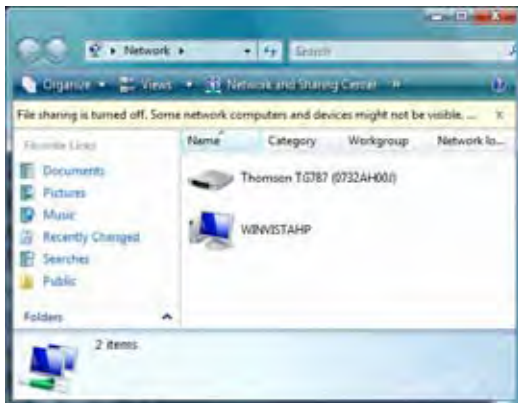 Network
Search
Organize Views Network and Sharing Center »
File sharing is turned off. Some network computers and devices might not be visible. ... x
Favorite Links
Name Category Workgroup Network lo...
Documents
Pictures
Music
Recently Changed
Searches
Public
Folders
Thomson TG787 (0732AH00J)
WINVISTAHP
2 items